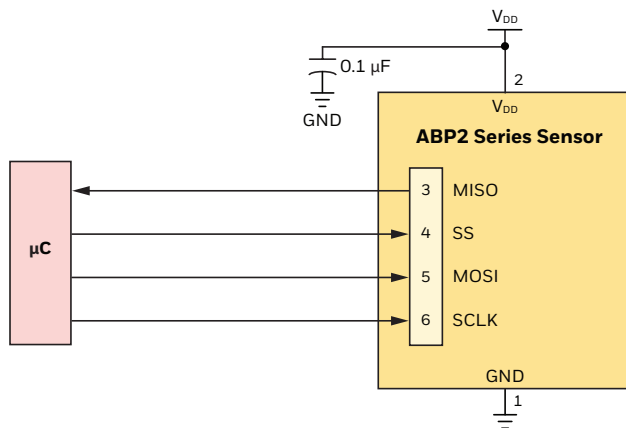 VDD
0.1 µF
2
GND
VDD
ABP2 Series Sensor
3 MISO
µC
4 SS
5 MOSI
6 SCLK
GND
1